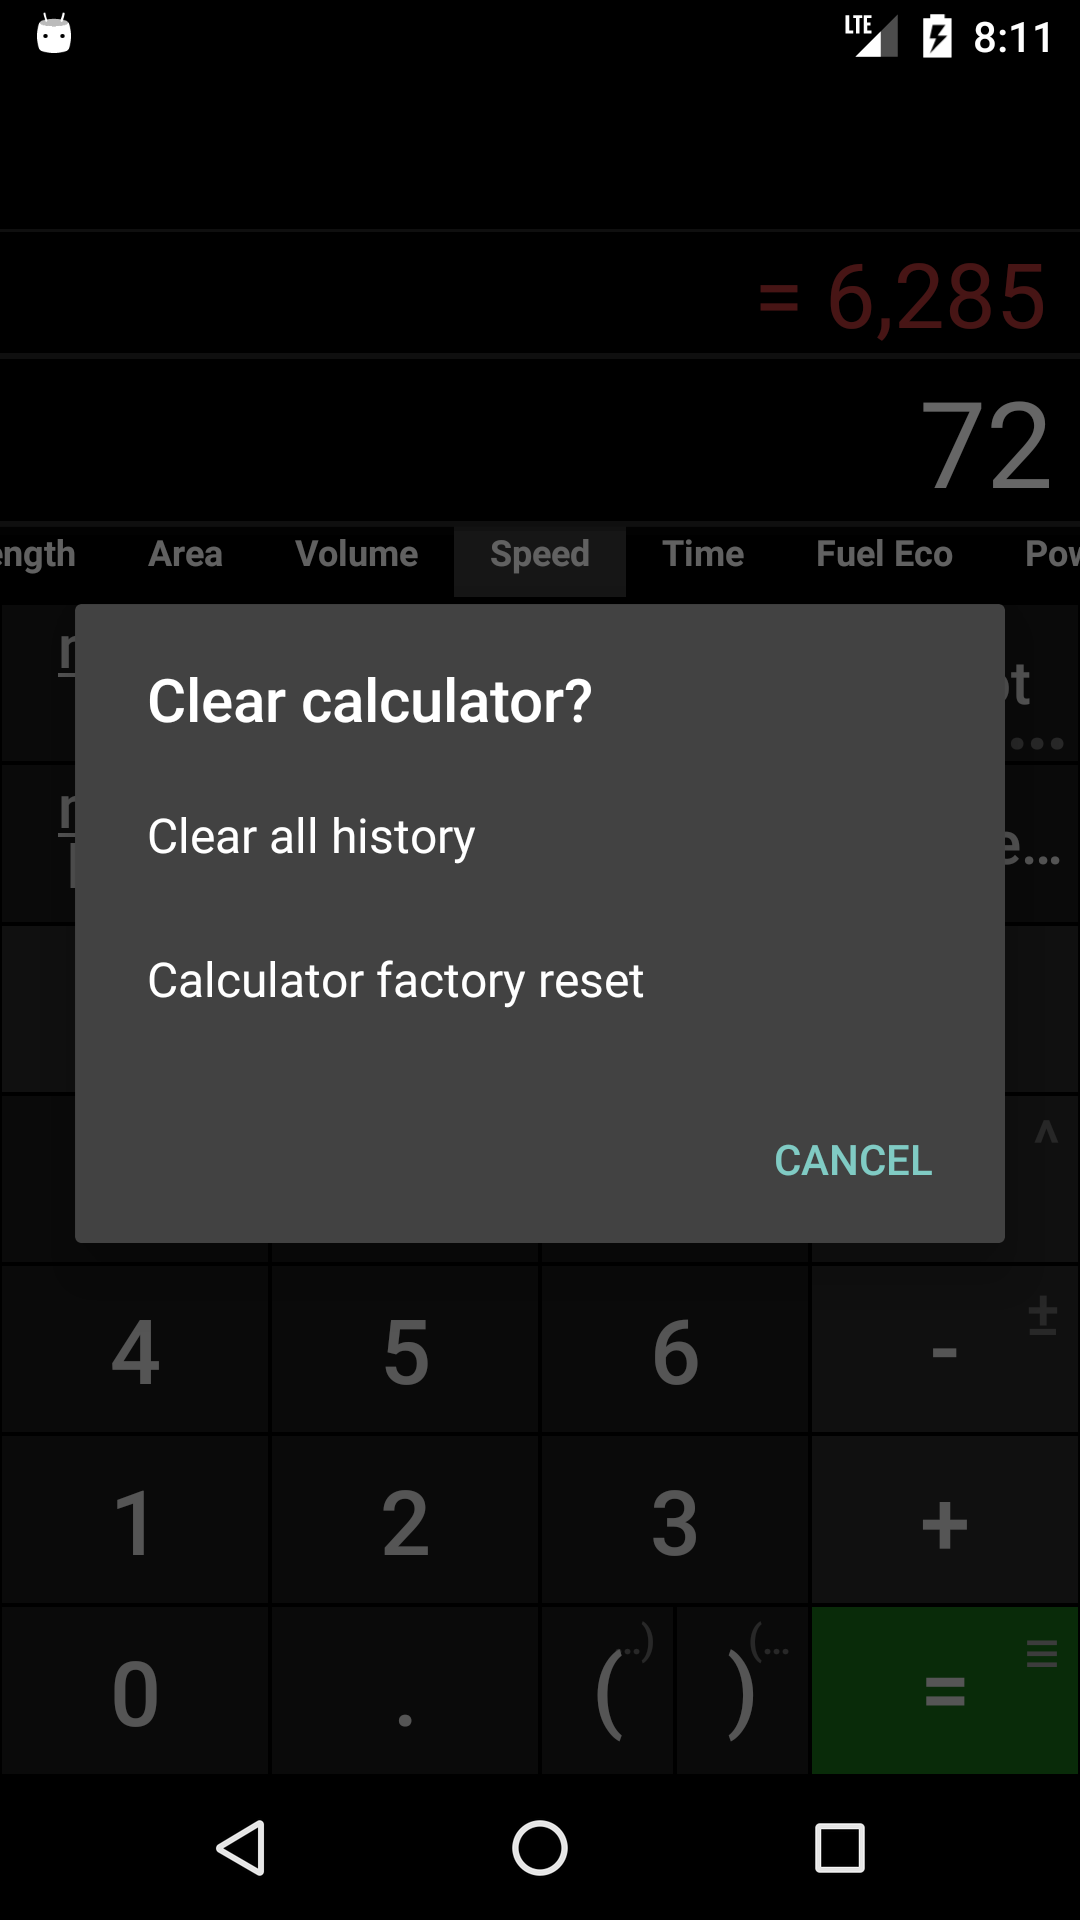 LTE 8:11
= 6,285
72
ength Area Volume Speed Time Fuel Eco Pow
Clear calculator?
Clear all history
Calculator factory reset
^
CANCEL
±
4 5 6 -
1 2 3 +
..) (... ≡
0 . ( ) =